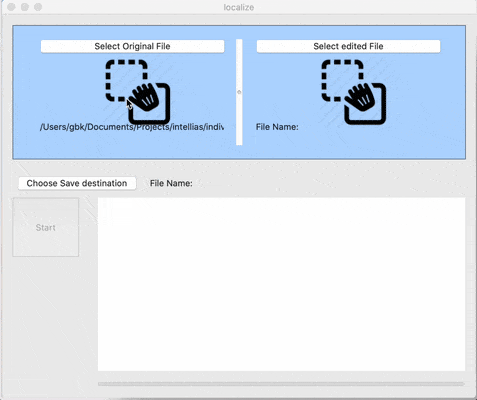 localize
Select Original File
Select edited File
/Users/gbk/Documents/Projects/intellias/indiv
File Name:
Choose Save destination
File Name:
Start